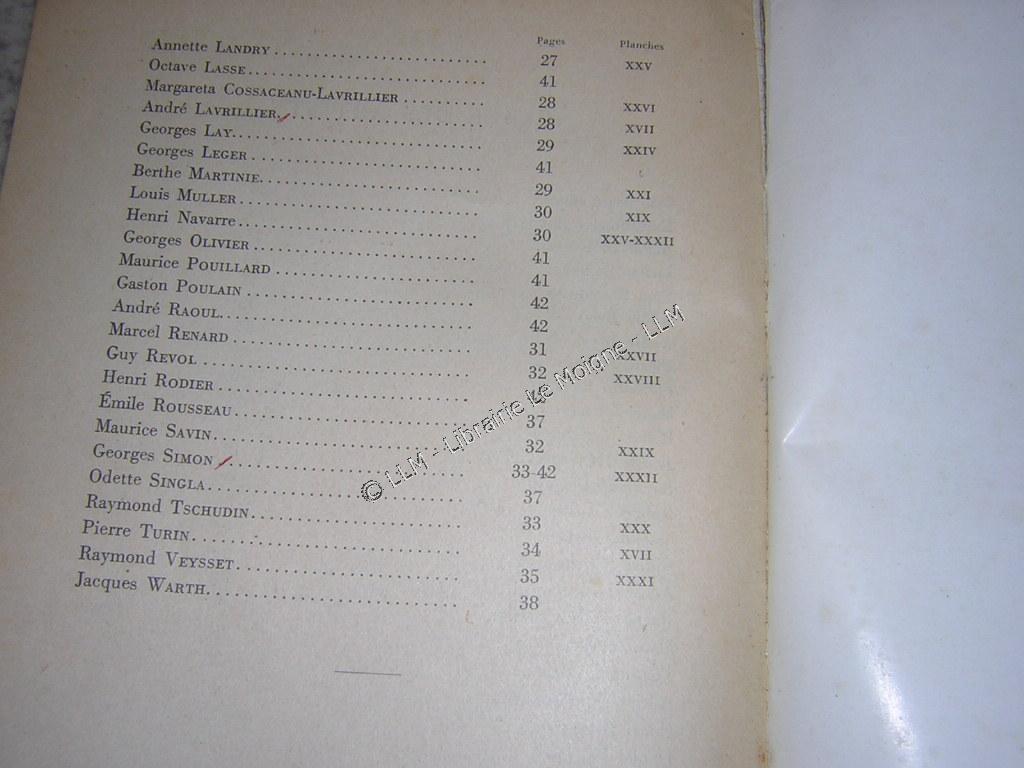 Pages Planches
Annette LANDRY 27 XXV
Octave LASSE 41
Margareta COSSACEANU-LAVRILLIER 28 XXVI
André LAVRILLIER 28 XVII
Georges LAY 29 XXIV
Georges LEGER 41
Berthe MARTINIE 29 XXI
Louis MULLER 30 XIX
Henri NAVARRE 30 XXV-XXXII
Georges OLIVIER 41
Maurice POUILLARD 41
Gaston POULAIN 42
André RAOUL 42
Marcel RENARD 31 XXVII
Guy REVOL 32 XXVIII
Henri RODIER
Émile ROUSSEAU 37
Maurice SAVIN 32 XXIX
Georges SIMON 33-42 XXXII
Odette SINGLA 37
Raymond TSCHUDIN 33 XXX
Pierre TURIN 34 XVII
Raymond VEYSSET 35 XXXI
Jacques WARTH 38
© LLM - Librairie Le Moigne - LLM